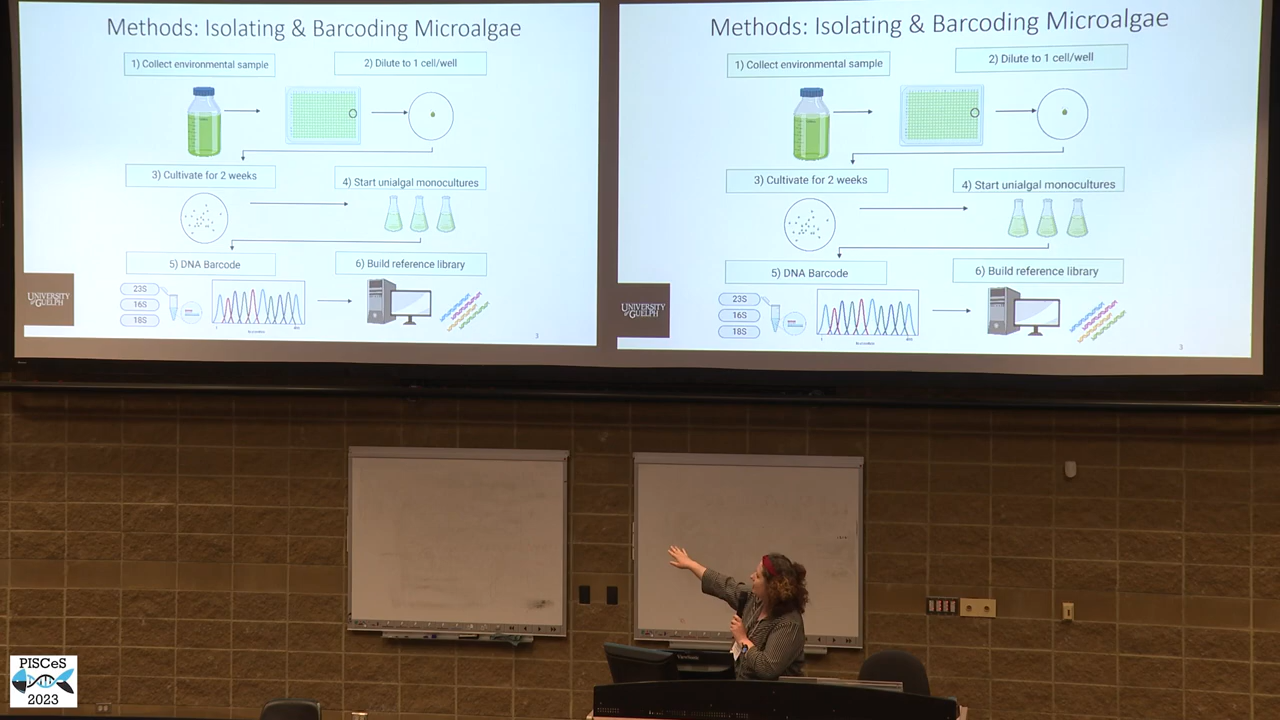 Methods: Isolating & Barcoding Microalgae
1) Collect environmental sample
2) Dilute to 1 cell/well
3) Cultivate for 2 weeks
4) Start unialgal monocultures
5) DNA Barcode
6) Build reference library
23S
16S
18S
UNIVERSITY
OF GUELPH
3
Methods: Isolating & Barcoding Microalgae
1) Collect environmental sample
2) Dilute to 1 cell/well
3) Cultivate for 2 weeks
4) Start unialgal monocultures
5) DNA Barcode
6) Build reference library
23S
16S
18S
UNIVERSITY
OF GUELPH
3
ViewSonic
PISCeS
2023